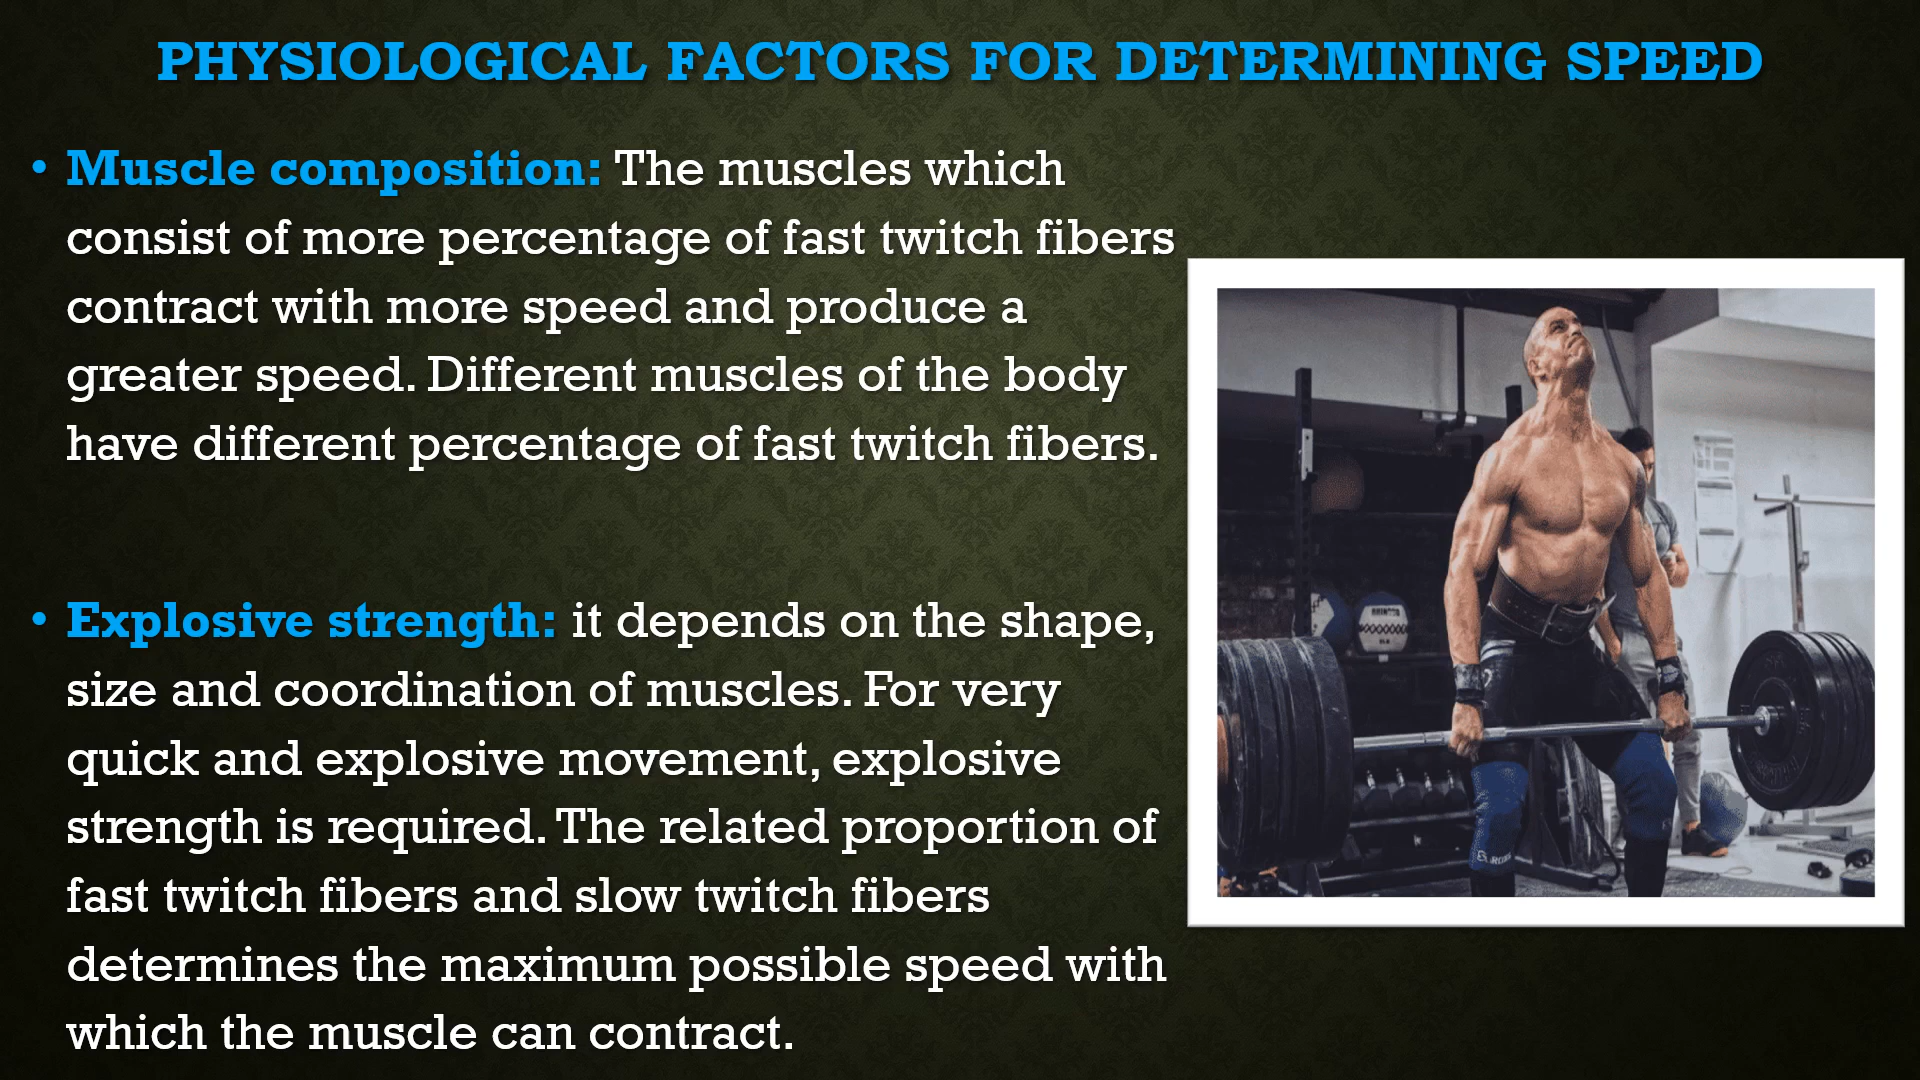 PHYSIOLOGICAL FACTORS FOR DETERMINING SPEED
• Muscle composition: The muscles which
consist of more percentage of fast twitch fibers
contract with more speed and produce a
greater speed. Different muscles of the body
have different percentage of fast twitch fibers.
• Explosive strength: it depends on the shape,
size and coordination of muscles. For very
quick and explosive movement, explosive
strength is required. The related proportion of
fast twitch fibers and slow twitch fibers
determines the maximum possible speed with
which the muscle can contract.